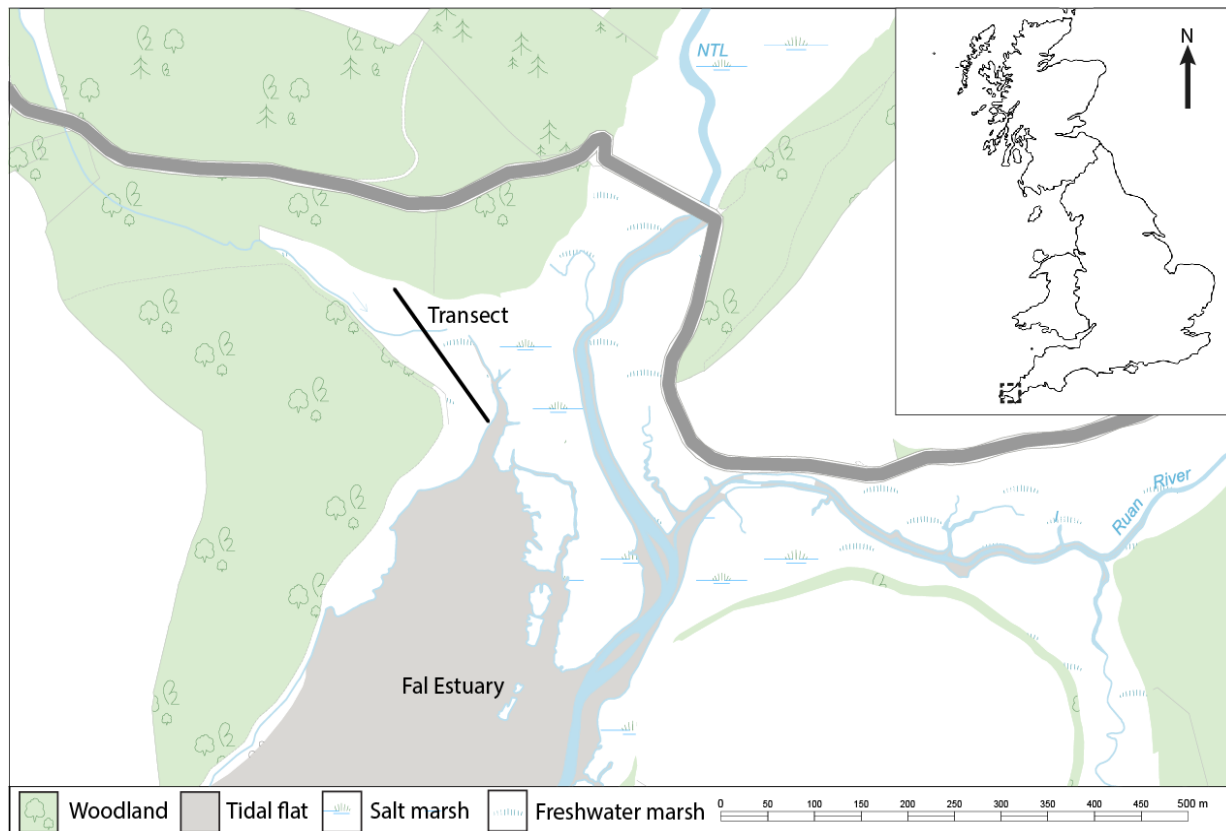 NTL
N
Transect
Ruan River
Fal Estuary
Woodland
Tidal flat
Salt marsh
Freshwater marsh
0 50 100 150 200 250 300 350 400 450 500 m